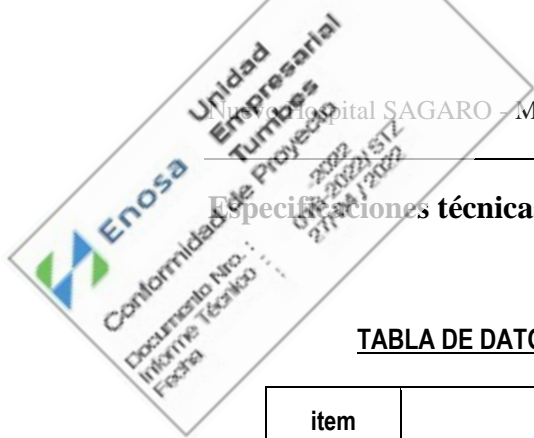 Nuevo Hospital SAGARO - M
Especificaciones técnica
Enosa
Unidad
Empresarial
Tumbes
Conformidad de Proyecto
Documento Nro. : -2022
Informe Técnico : -2022/ STZ
Fecha : 27/04/2022
TABLA DE DATO
item